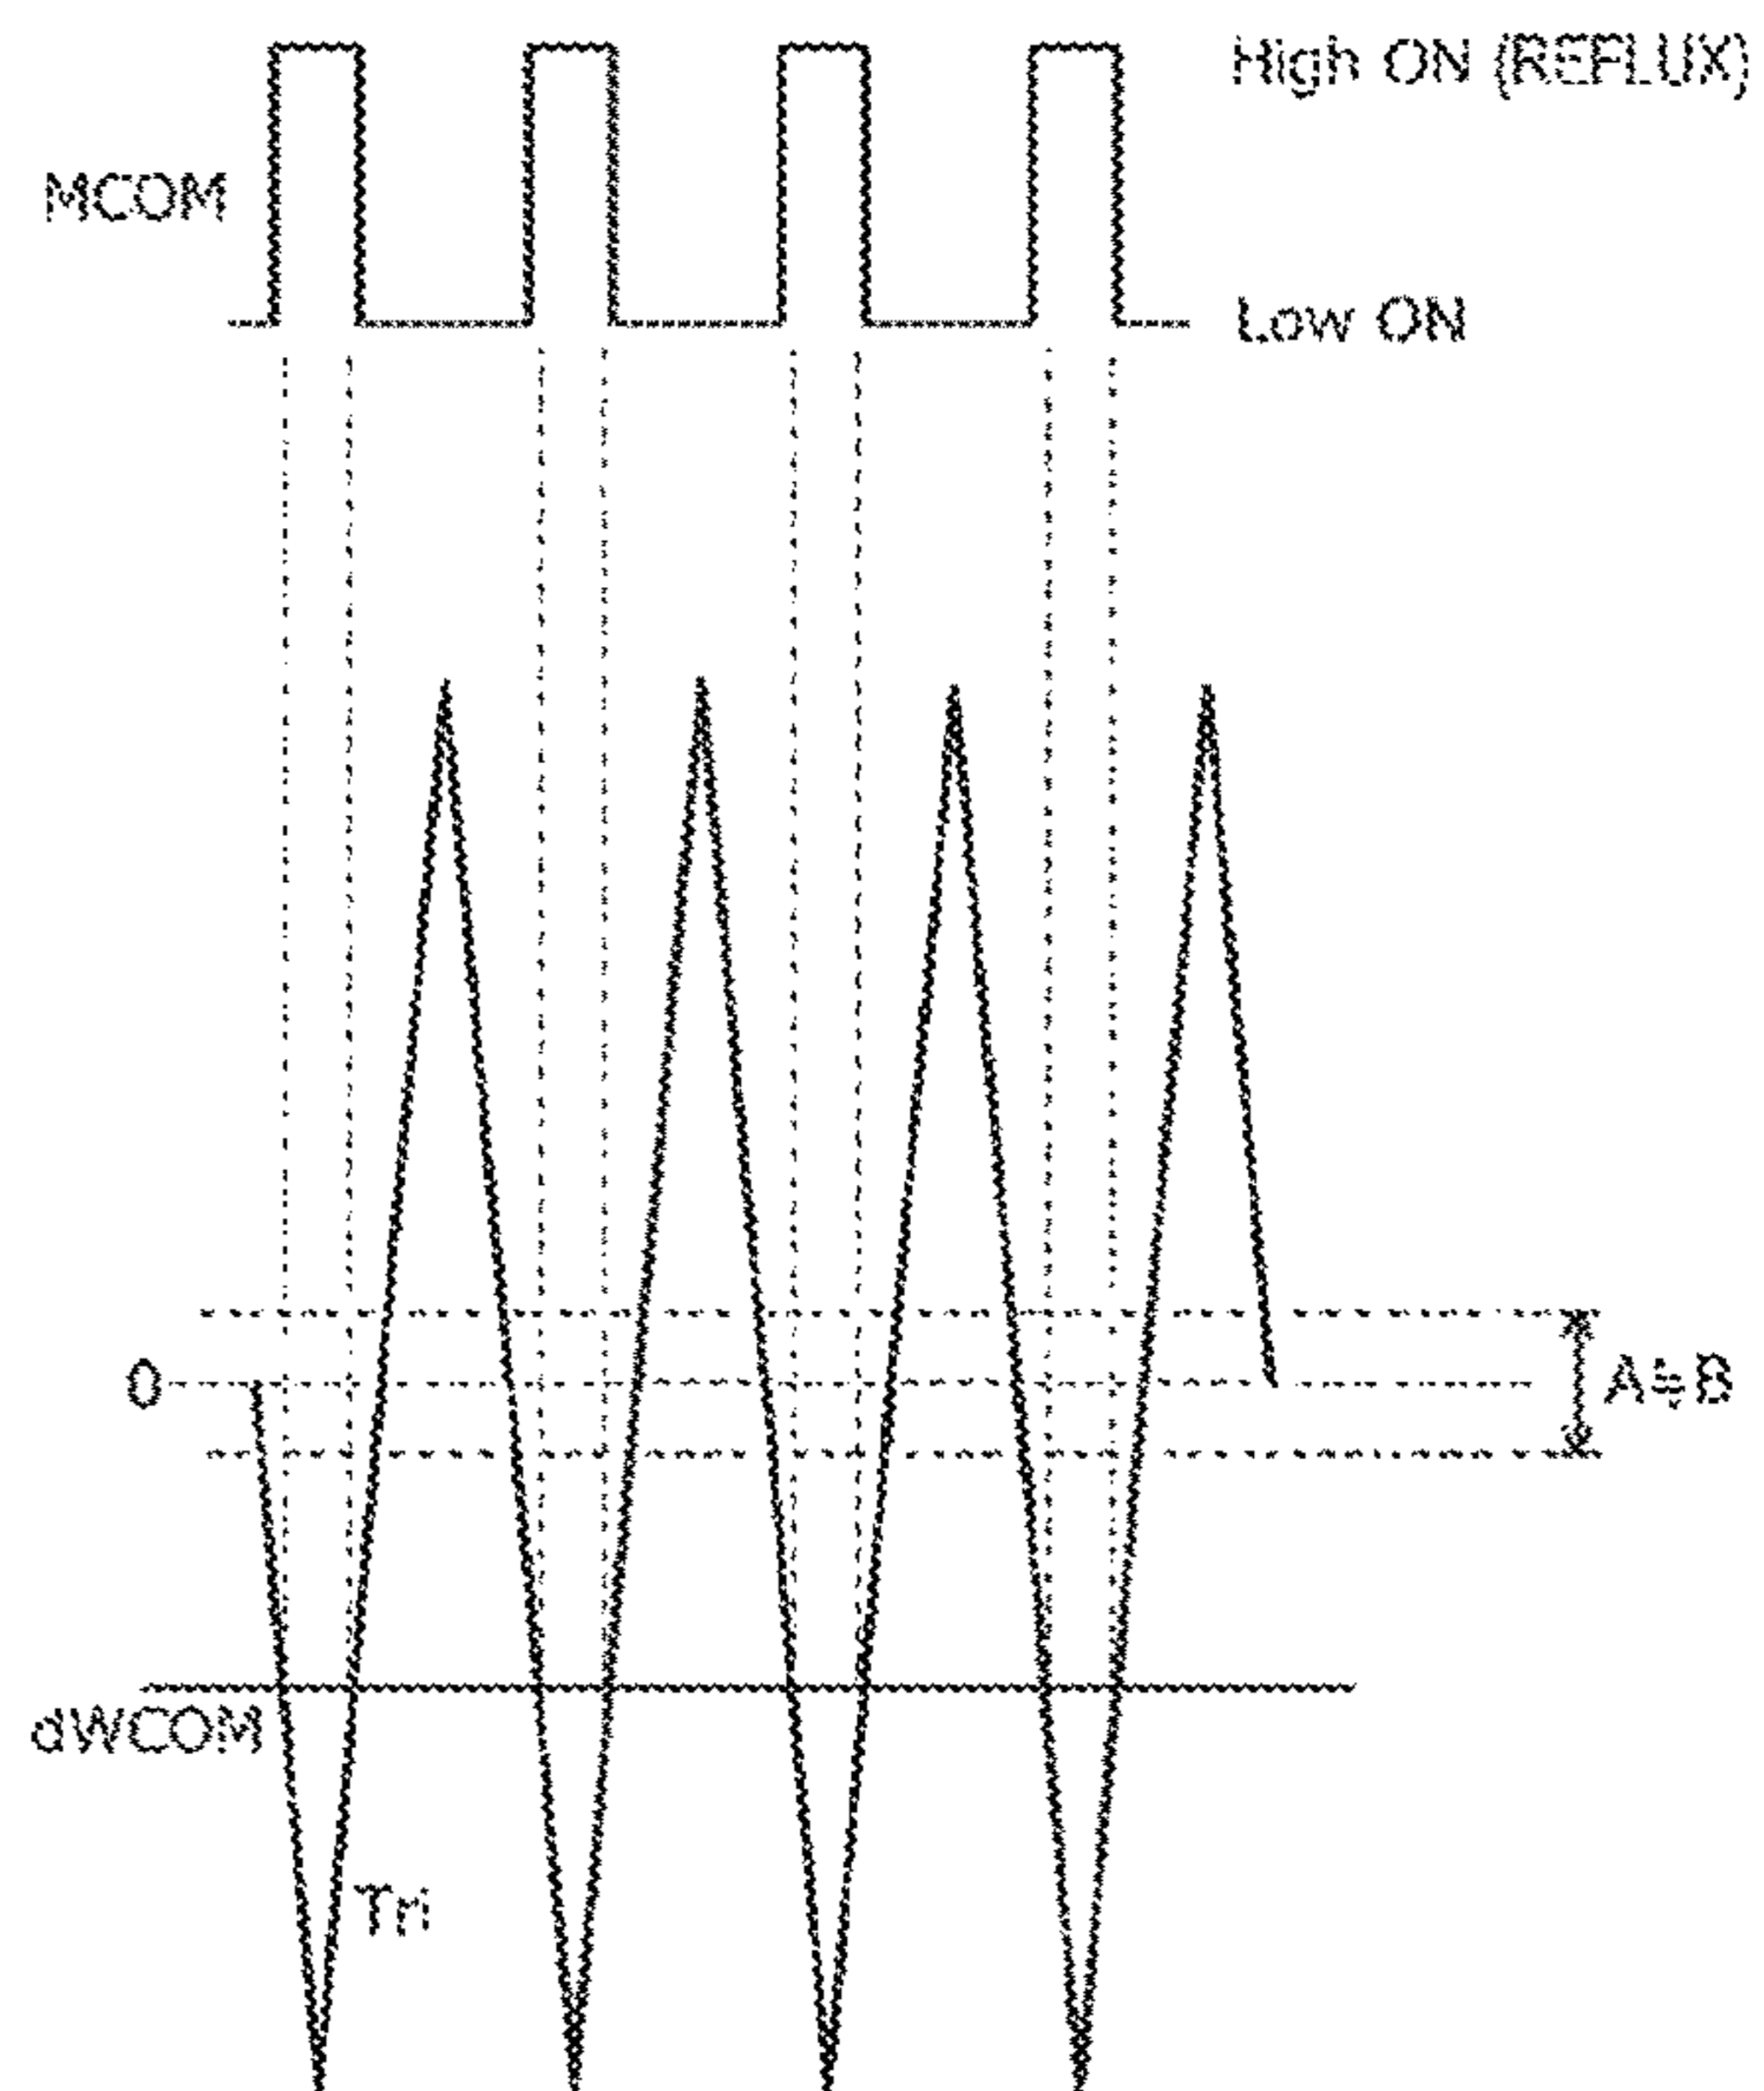 High ON (REFLUX)
MCOM
Low ON
0
A≒B
dWCOM
Tri